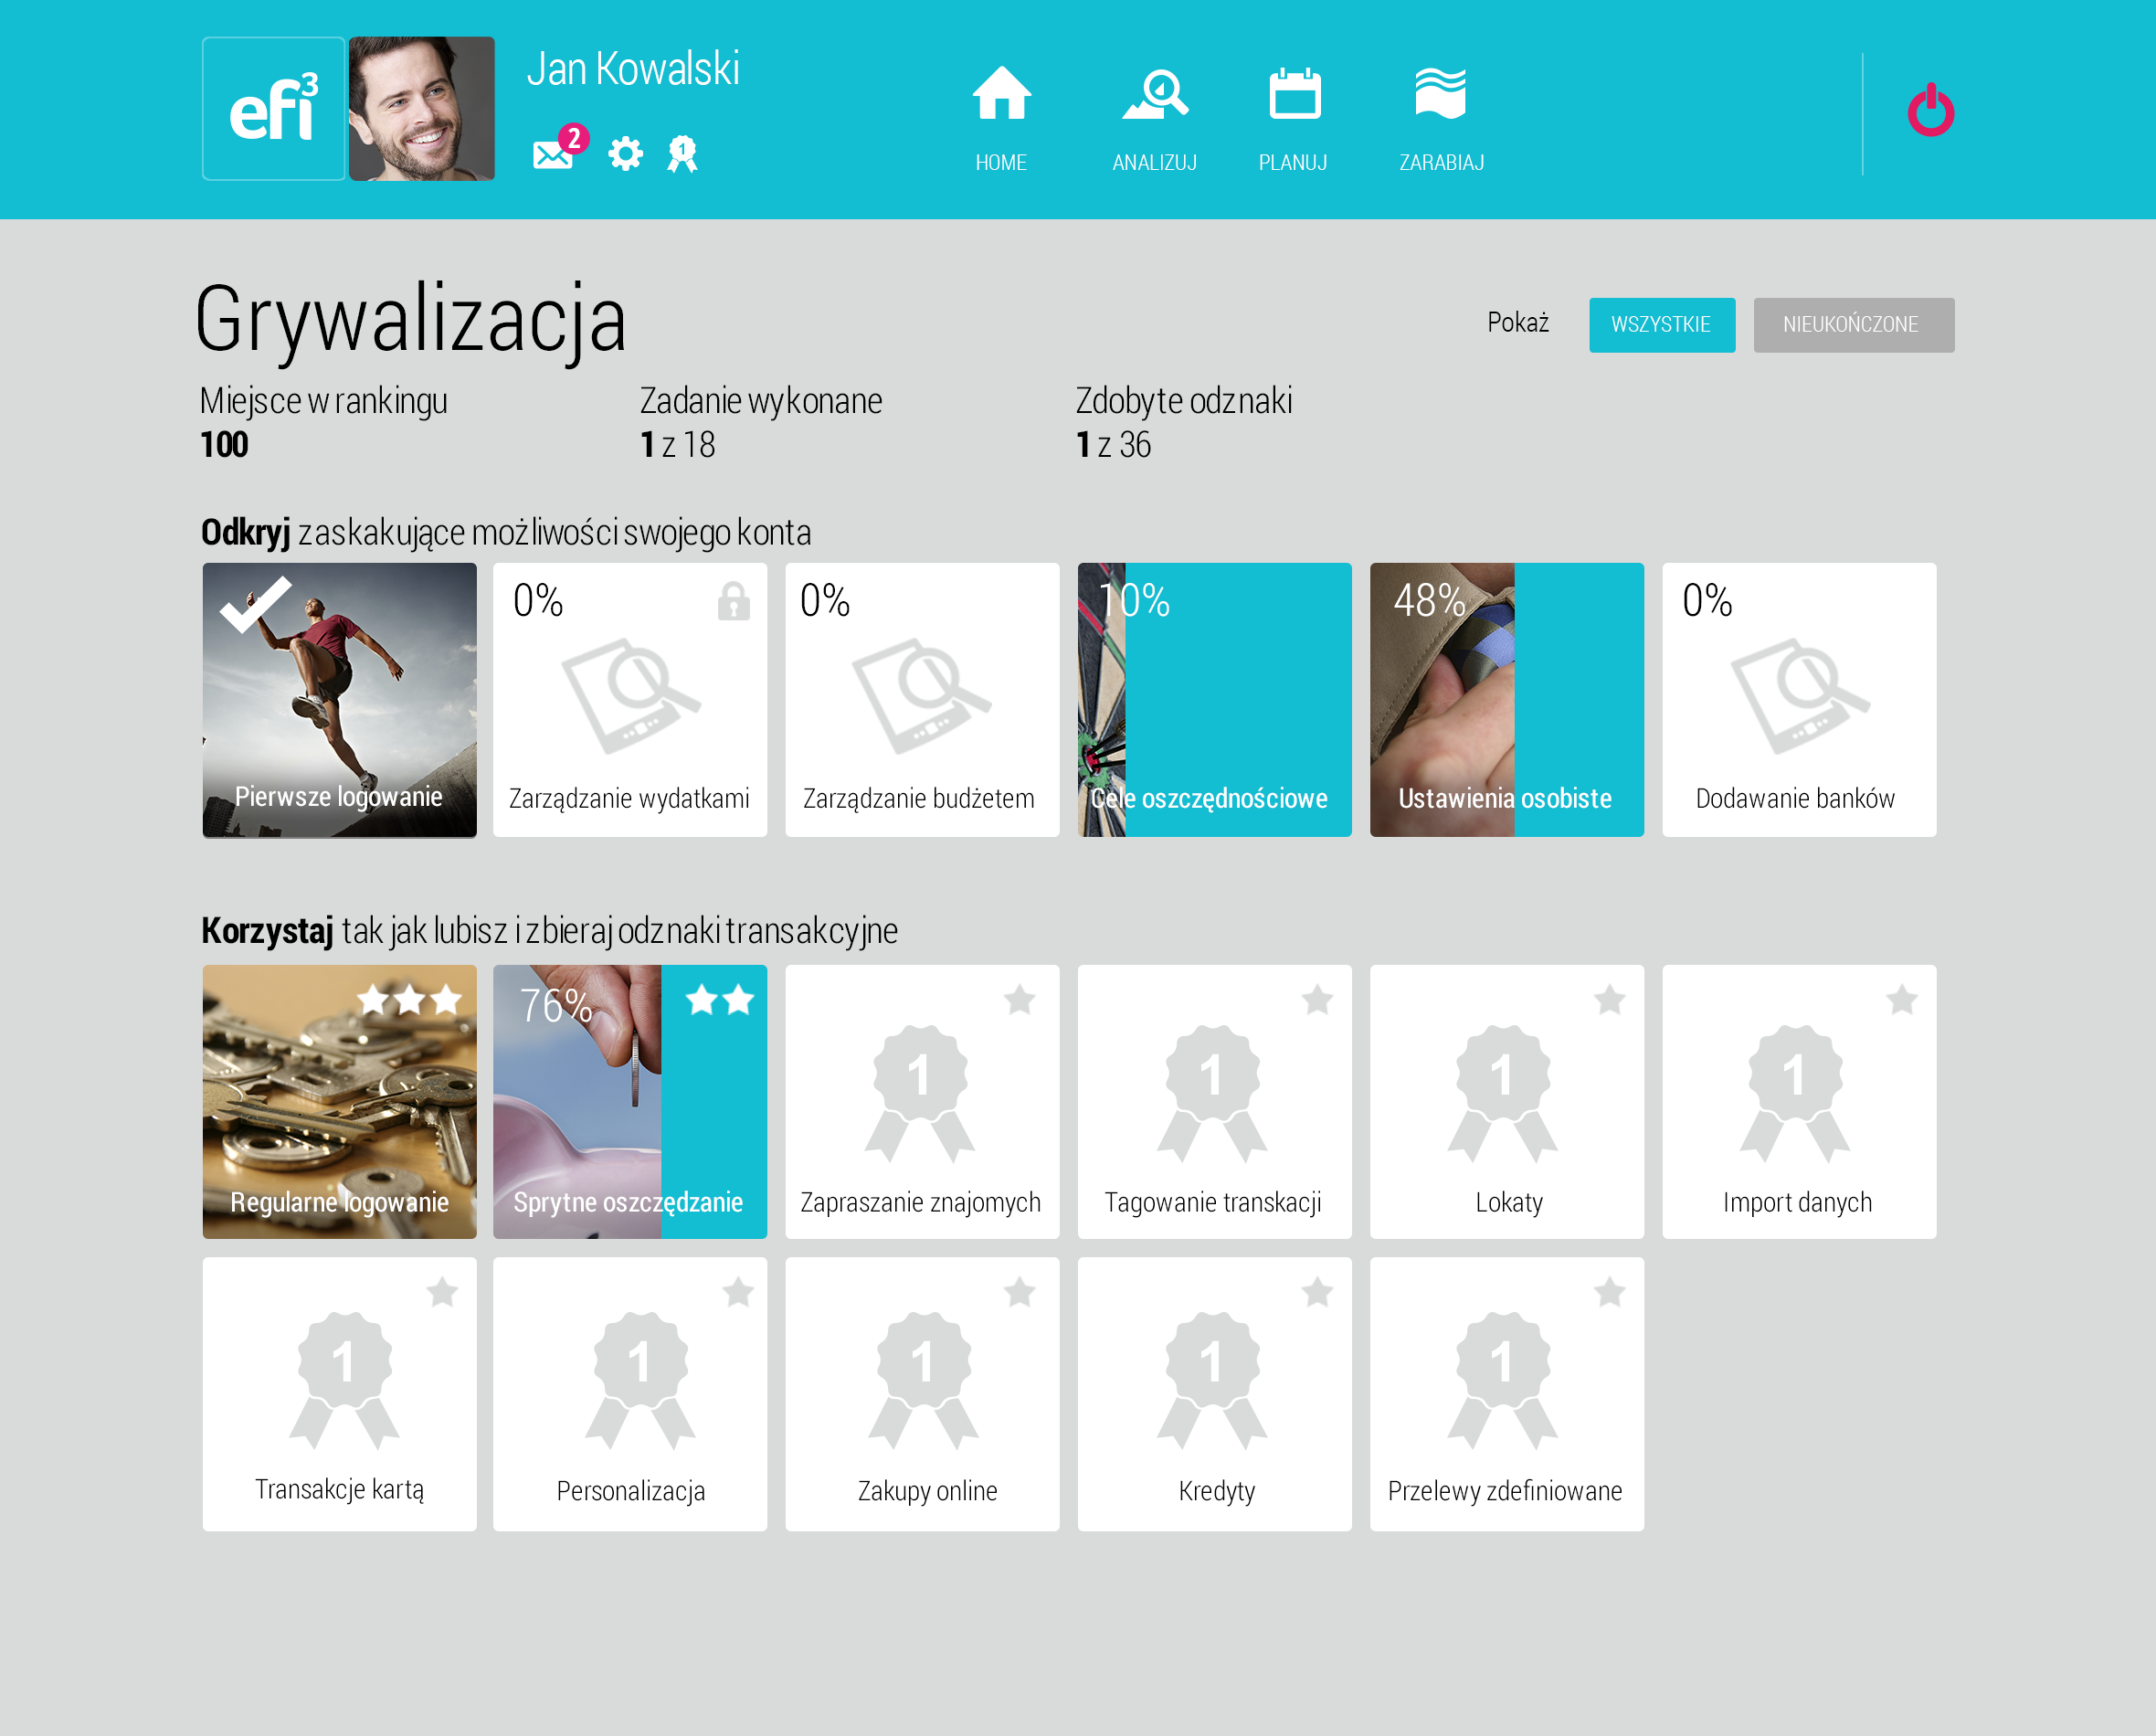 efi3
Jan Kowalski
2
1
HOME
ANALIZUJ
PLANUJ
ZARABIAJ
Grywalizacja
Pokaż
WSZYSTKIE
NIEUKOŃCZONE
Miejsce w rankingu
100
Zadanie wykonane
1 z 18
Zdobyte odznaki
1 z 36
Odkryj zaskakujące możliwości swojego konta
Pierwsze logowanie
0%
Zarządzanie wydatkami
0%
Zarządzanie budżetem
10%
Cele oszczędnościowe
48%
Ustawienia osobiste
0%
Dodawanie banków
Korzystaj tak jak lubisz i zbieraj odznaki transakcyjne
Regularne logowanie
76%
Sprytne oszczędzanie
1
Zapraszanie znajomych
1
Tagowanie transkacji
1
Lokaty
1
Import danych
1
Transakcje kartą
1
Personalizacja
1
Zakupy online
1
Kredyty
1
Przelewy zdefiniowane